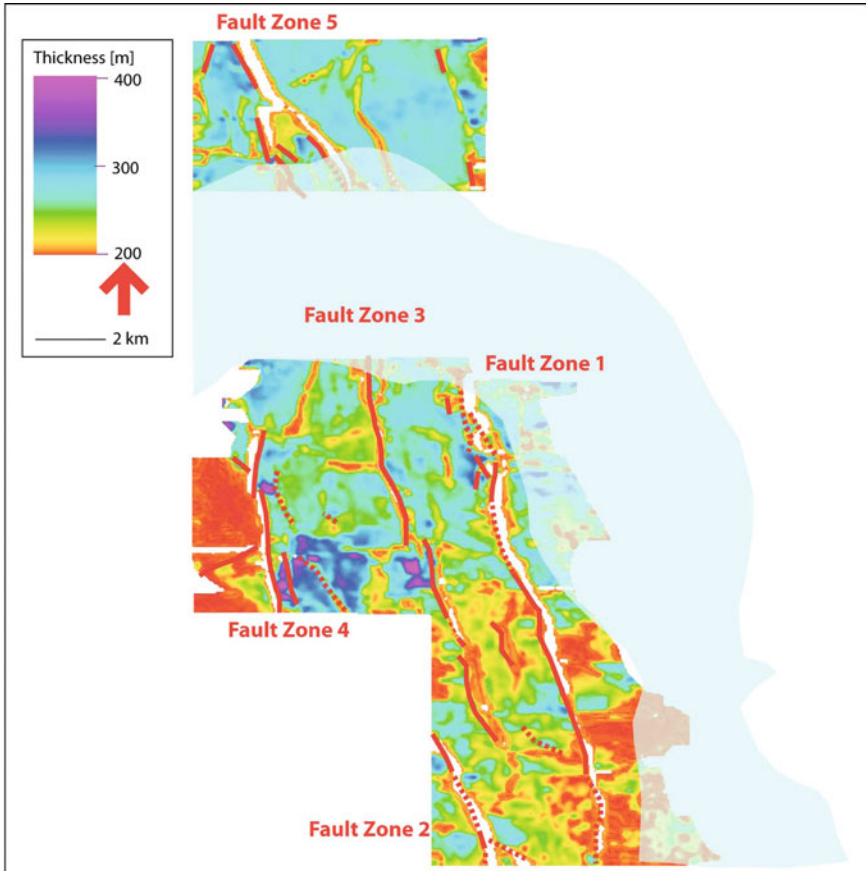 Fault Zone 5
Thickness [m]
400
300
200
2 km
Fault Zone 3
Fault Zone 1
Fault Zone 4
Fault Zone 2